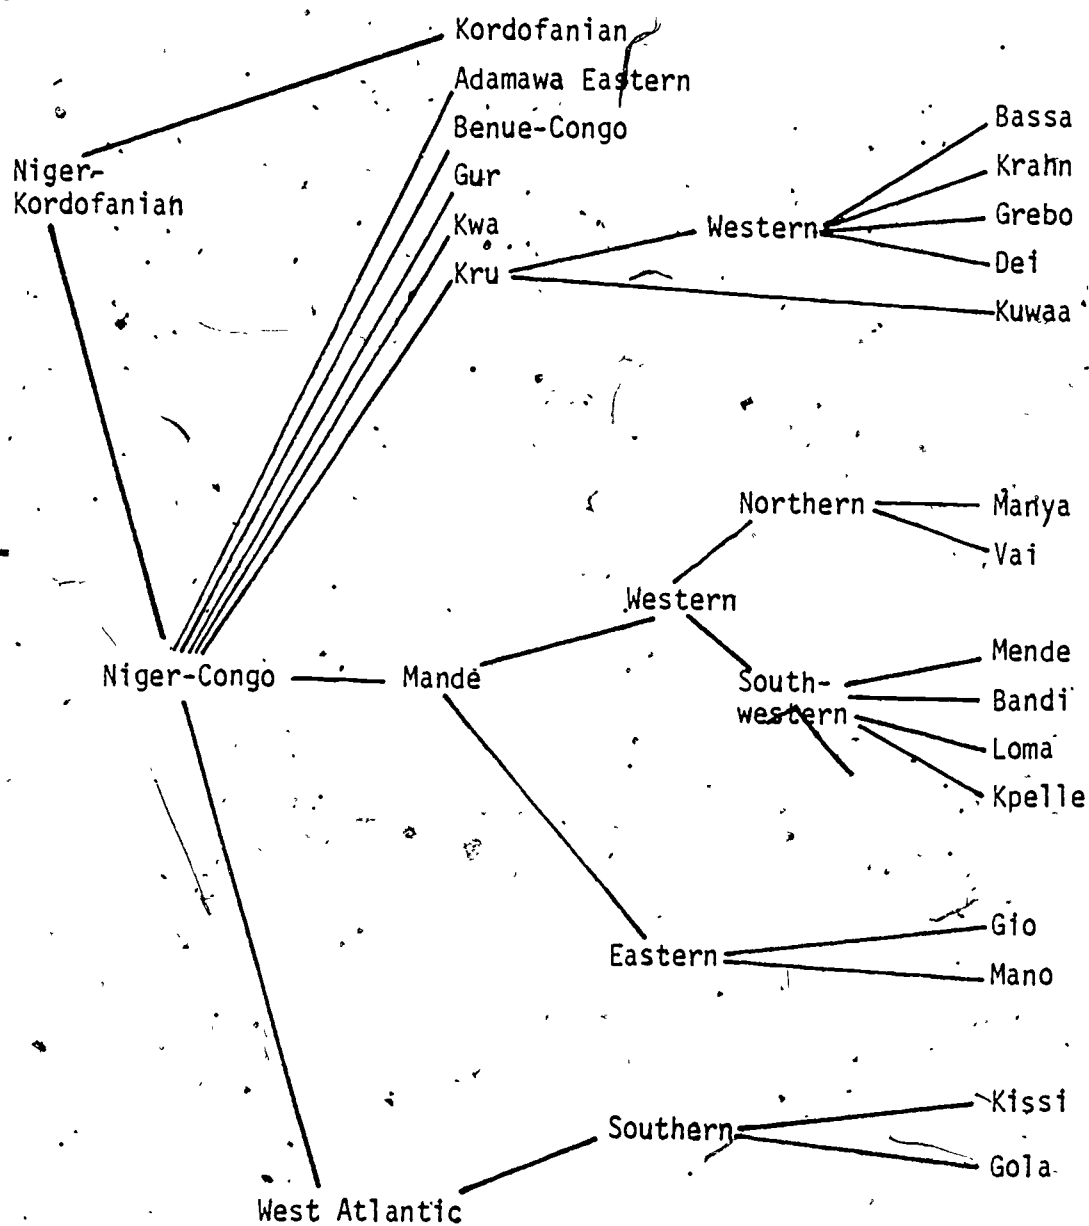 Kordofanian
Adamawa Eastern
Benue-Congo
Gur
Kwa
Kru
Niger-
Kordofanian
Western
Bassa
Krahn
Grebo
Dei
Kuwaa
Niger-Congo
Mande
Western
Northern
Manya
Vai
South-
western
Mende
Bandi
Loma
Kpelle
Eastern
Gio
Mano
West Atlantic
Southern
Kissi
Gola